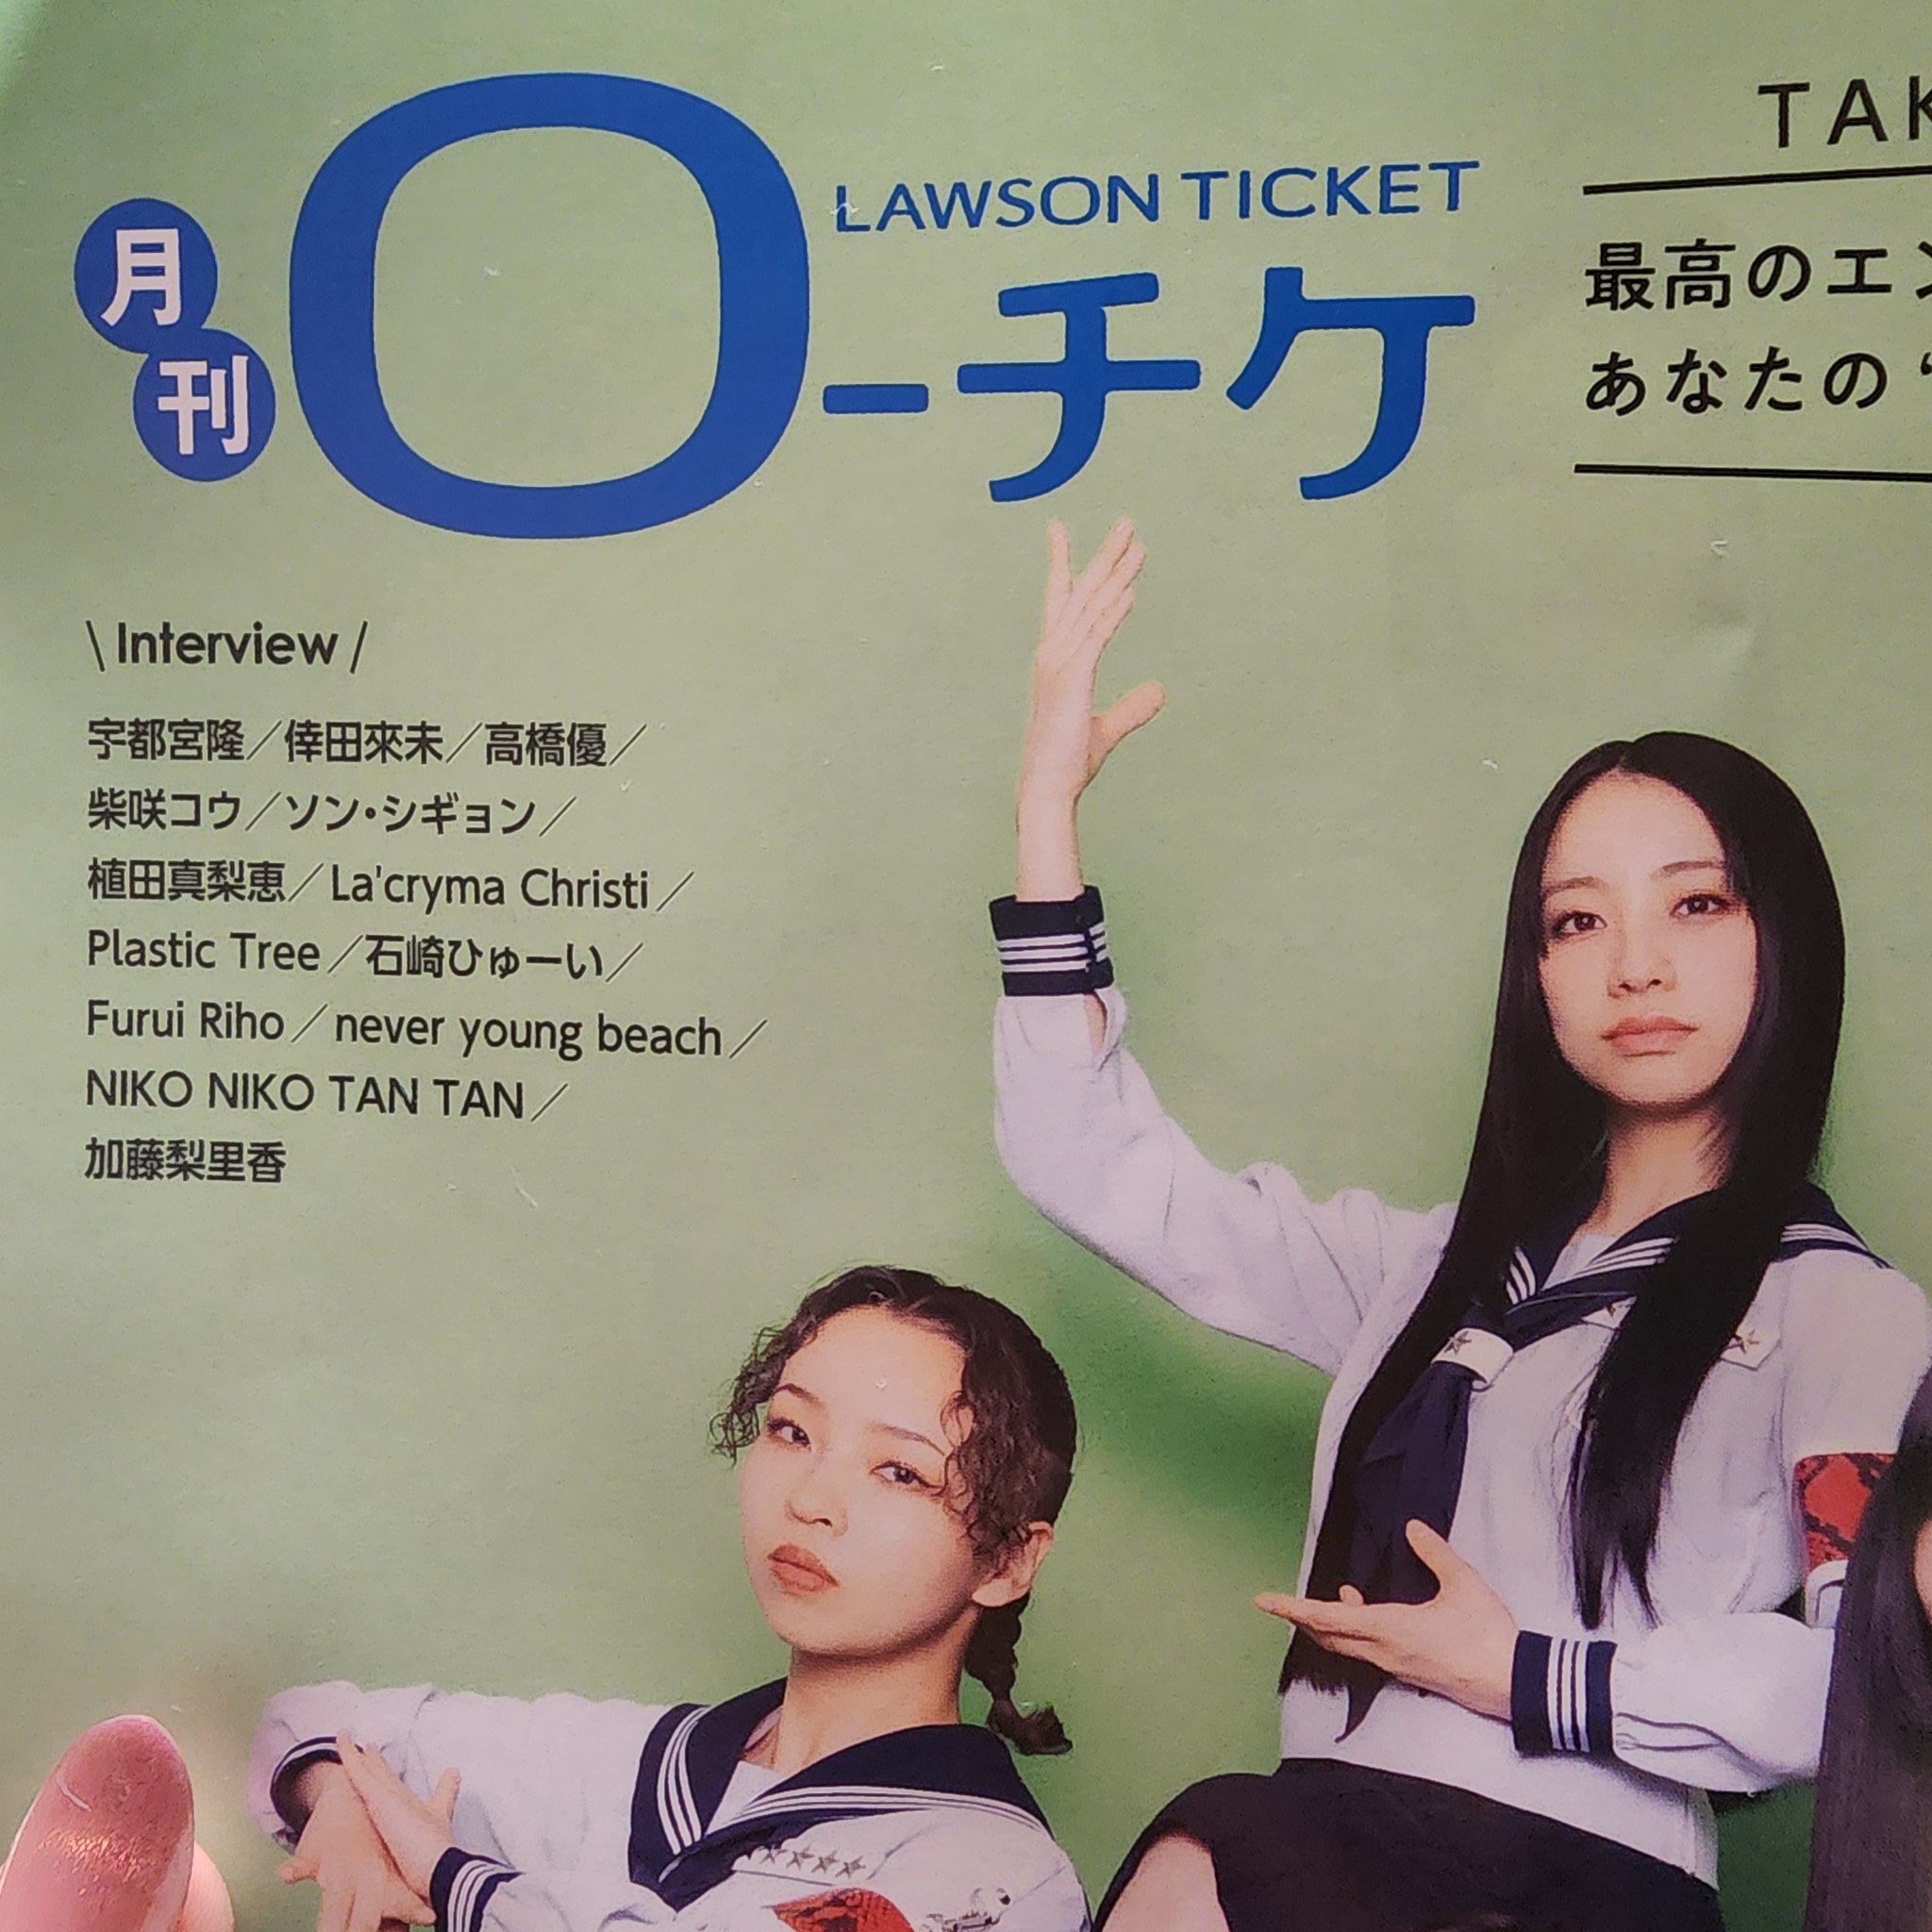 月刊
O-チケ
LAWSON TICKET
TAK
最高のエン
あなたの“
\ Interview /
宇都宮隆／倖田來未／高橋優／
柴咲コウ／ソン・シギョン／
植田真梨恵／La'cryma Christi／
Plastic Tree／石崎ひゅーい／
Furui Riho／never young beach／
NIKO NIKO TAN TAN／
加藤梨里香